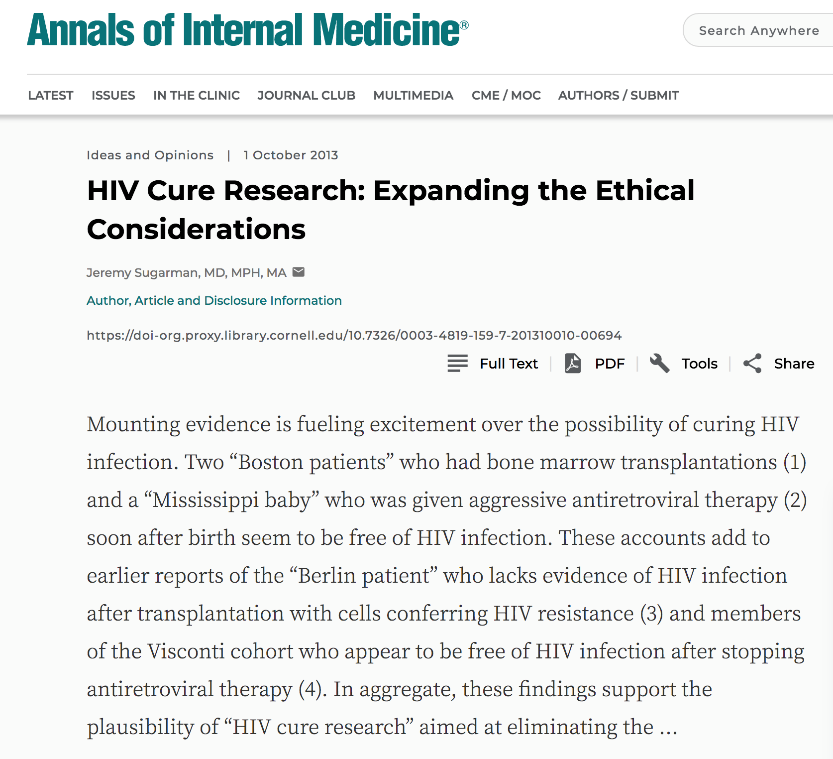 Annals of Internal Medicine®
Search Anywhere
LATEST ISSUES IN THE CLINIC JOURNAL CLUB MULTIMEDIA CME / MOC AUTHORS / SUBMIT
Ideas and Opinions | 1 October 2013
HIV Cure Research: Expanding the Ethical
Considerations
Jeremy Sugarman, MD, MPH, MA
Author, Article and Disclosure Information
https://doi-org.proxy.library.cornell.edu/10.7326/0003-4819-159-7-201310010-00694
Full Text | PDF | Tools | Share
Mounting evidence is fueling excitement over the possibility of curing HIV
infection. Two “Boston patients” who had bone marrow transplantations (1)
and a “Mississippi baby” who was given aggressive antiretroviral therapy (2)
soon after birth seem to be free of HIV infection. These accounts add to
earlier reports of the “Berlin patient” who lacks evidence of HIV infection
after transplantation with cells conferring HIV resistance (3) and members
of the Visconti cohort who appear to be free of HIV infection after stopping
antiretroviral therapy (4). In aggregate, these findings support the
plausibility of “HIV cure research” aimed at eliminating the ...